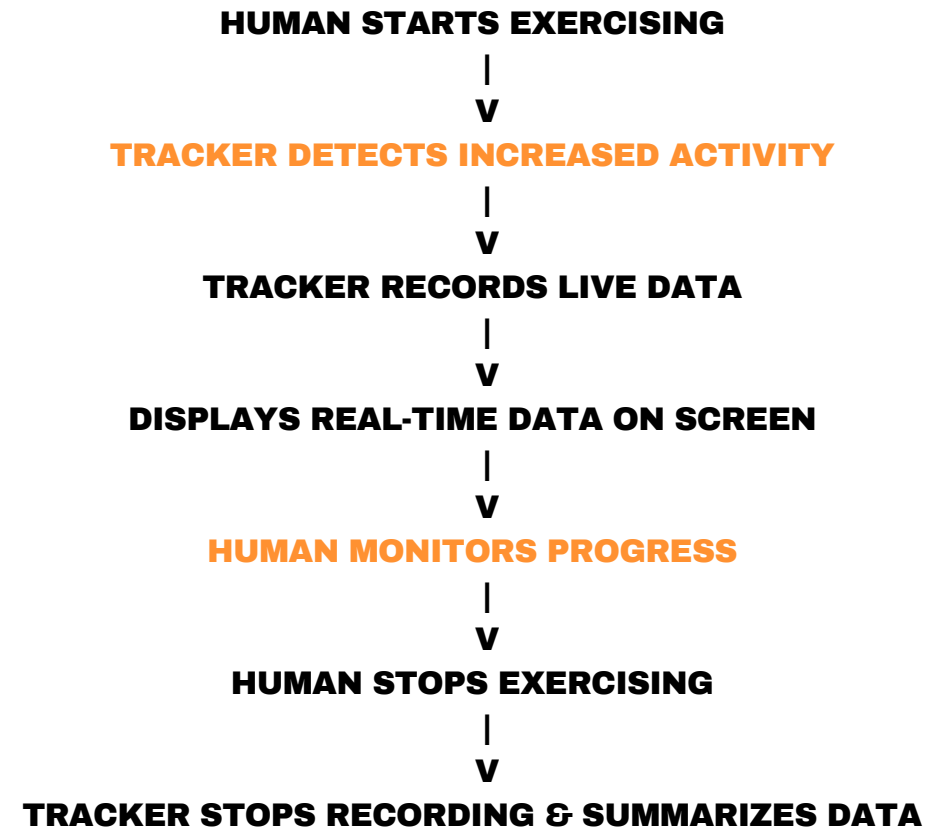 HUMAN STARTS EXERCISING
|
V
TRACKER DETECTS INCREASED ACTIVITY
|
V
TRACKER RECORDS LIVE DATA
|
V
DISPLAYS REAL-TIME DATA ON SCREEN
|
V
HUMAN MONITORS PROGRESS
|
V
HUMAN STOPS EXERCISING
|
V
TRACKER STOPS RECORDING & SUMMARIZES DATA